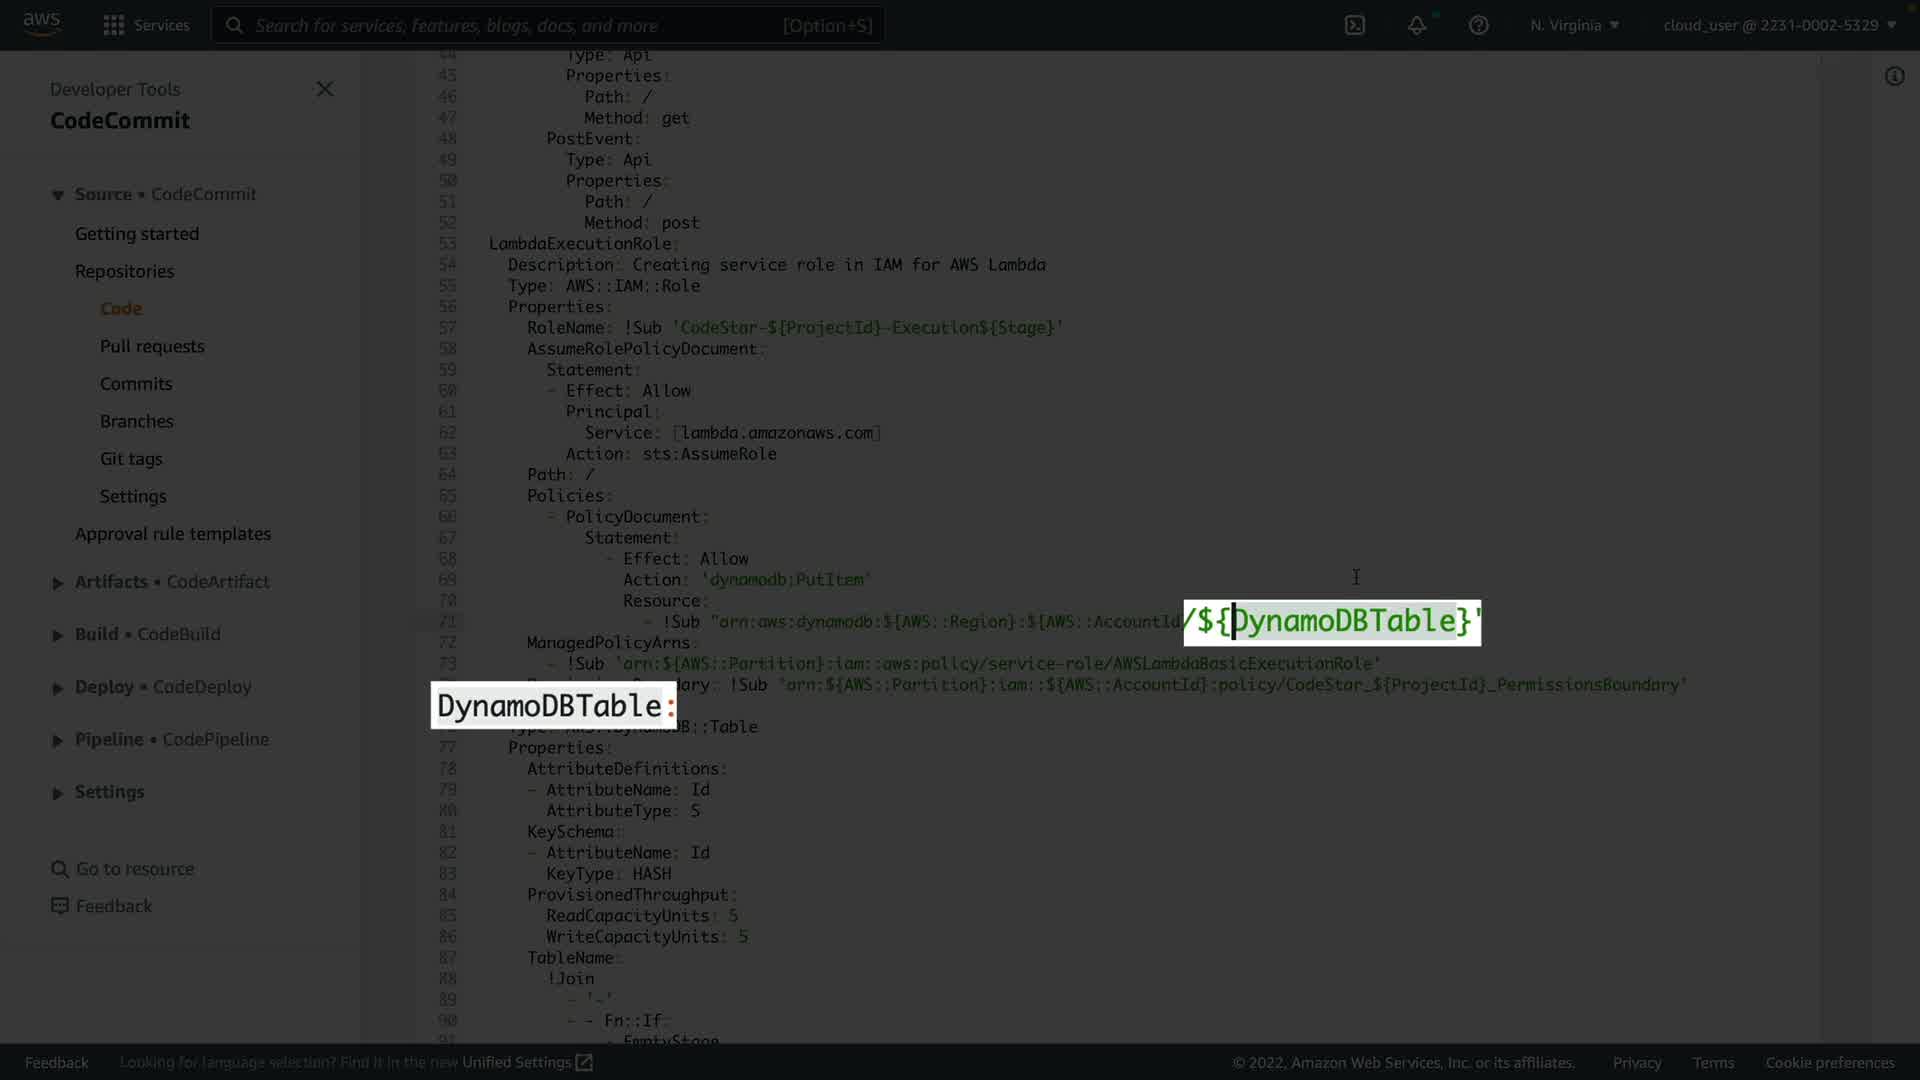 aws
Services
Search for services, features, blogs, docs, and more
[Option+S]
N. Virginia
cloud_user @ 2231-0002-5329
Developer Tools
CodeCommit
Source • CodeCommit
Getting started
Repositories
Code
Pull requests
Commits
Branches
Git tags
Settings
Approval rule templates
Artifacts • CodeArtifact
Build • CodeBuild
Deploy • CodeDeploy
Pipeline • CodePipeline
Settings
Go to resource
Feedback
44 Type: Api
45 Properties:
46 Path: /
47 Method: get
48 PostEvent:
49 Type: Api
50 Properties:
51 Path: /
52 Method: post
53 LambdaExecutionRole:
54 Description: Creating service role in IAM for AWS Lambda
55 Type: AWS::IAM::Role
56 Properties:
57 RoleName: !Sub 'CodeStar-${ProjectId}-Execution${Stage}'
58 AssumeRolePolicyDocument:
59 Statement:
60 - Effect: Allow
61 Principal:
62 Service: [lambda.amazonaws.com]
63 Action: sts:AssumeRole
64 Path: /
65 Policies:
66 - PolicyDocument:
67 Statement:
68 - Effect: Allow
69 Action: 'dynamodb:PutItem'
70 Resource:
71 - !Sub "arn:aws:dynamodb:${AWS::Region}:${AWS::AccountId/${DynamoDBTable}'
72 ManagedPolicyArns:
73 - !Sub 'arn:${AWS::Partition}:iam::aws:policy/service-role/AWSLambdaBasicExecutionRole'
ary: !Sub 'arn:${AWS::Partition}:iam::${AWS::AccountId}:policy/CodeStar_${ProjectId}_PermissionsBoundary'
DynamoDBTable:
Type: AWS::DynamoDB::Table
77 Properties:
78 AttributeDefinitions:
79 - AttributeName: Id
80 AttributeType: S
81 KeySchema:
82 - AttributeName: Id
83 KeyType: HASH
84 ProvisionedThroughput:
85 ReadCapacityUnits: 5
86 WriteCapacityUnits: 5
87 TableName:
88 !Join
89 - '-'
90 - - Fn::If:
91 - EmptyStage
Feedback
Looking for language selection? Find it in the new Unified Settings
© 2022, Amazon Web Services, Inc. or its affiliates.
Privacy
Terms
Cookie preferences